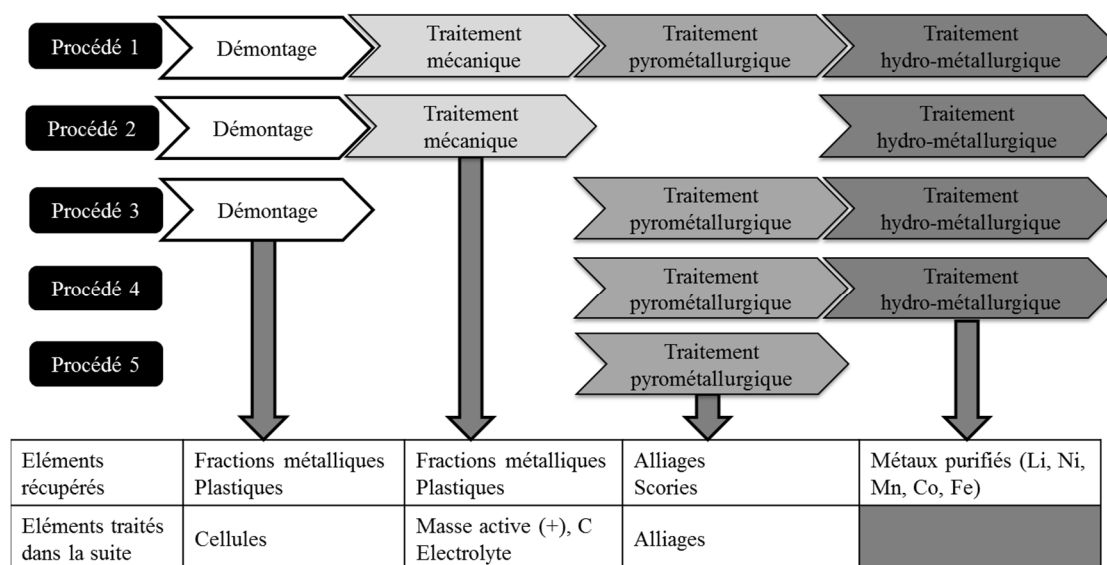 Procédé 1
Démontage
Traitement
mécanique
Traitement
pyrométallurgique
Traitement
hydro-métallurgique
Procédé 2
Démontage
Traitement
mécanique
Traitement
hydro-métallurgique
Procédé 3
Démontage
Traitement
pyrométallurgique
Traitement
hydro-métallurgique
Procédé 4
Traitement
pyrométallurgique
Traitement
hydro-métallurgique
Procédé 5
Traitement
pyrométallurgique
Eléments
récupérés
Fractions métalliques
Plastiques
Fractions métalliques
Plastiques
Alliages
Scories
Métaux purifiés (Li, Ni,
Mn, Co, Fe)
Eléments traités
dans la suite
Cellules
Masse active (+), C
Electrolyte
Alliages